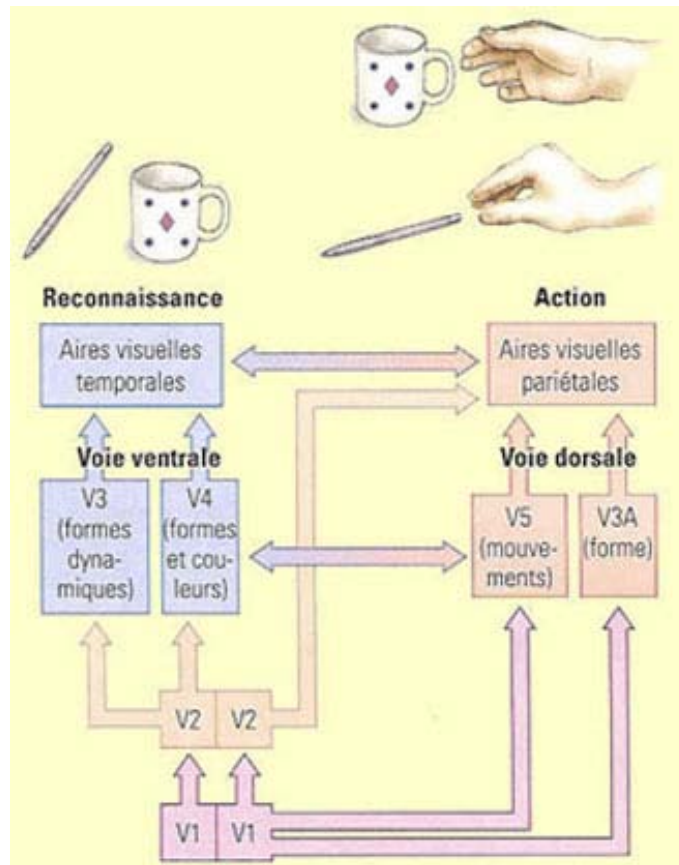 Reconnaissance
Action
Aires visuelles
temporales
Aires visuelles
pariétales
Voie ventrale
Voie dorsale
V3
(formes
dyna-
miques)
V4
(formes
et cou-
leurs)
V5
(mouve-
ments)
V3A
(forme)
V2
V2
V1
V1